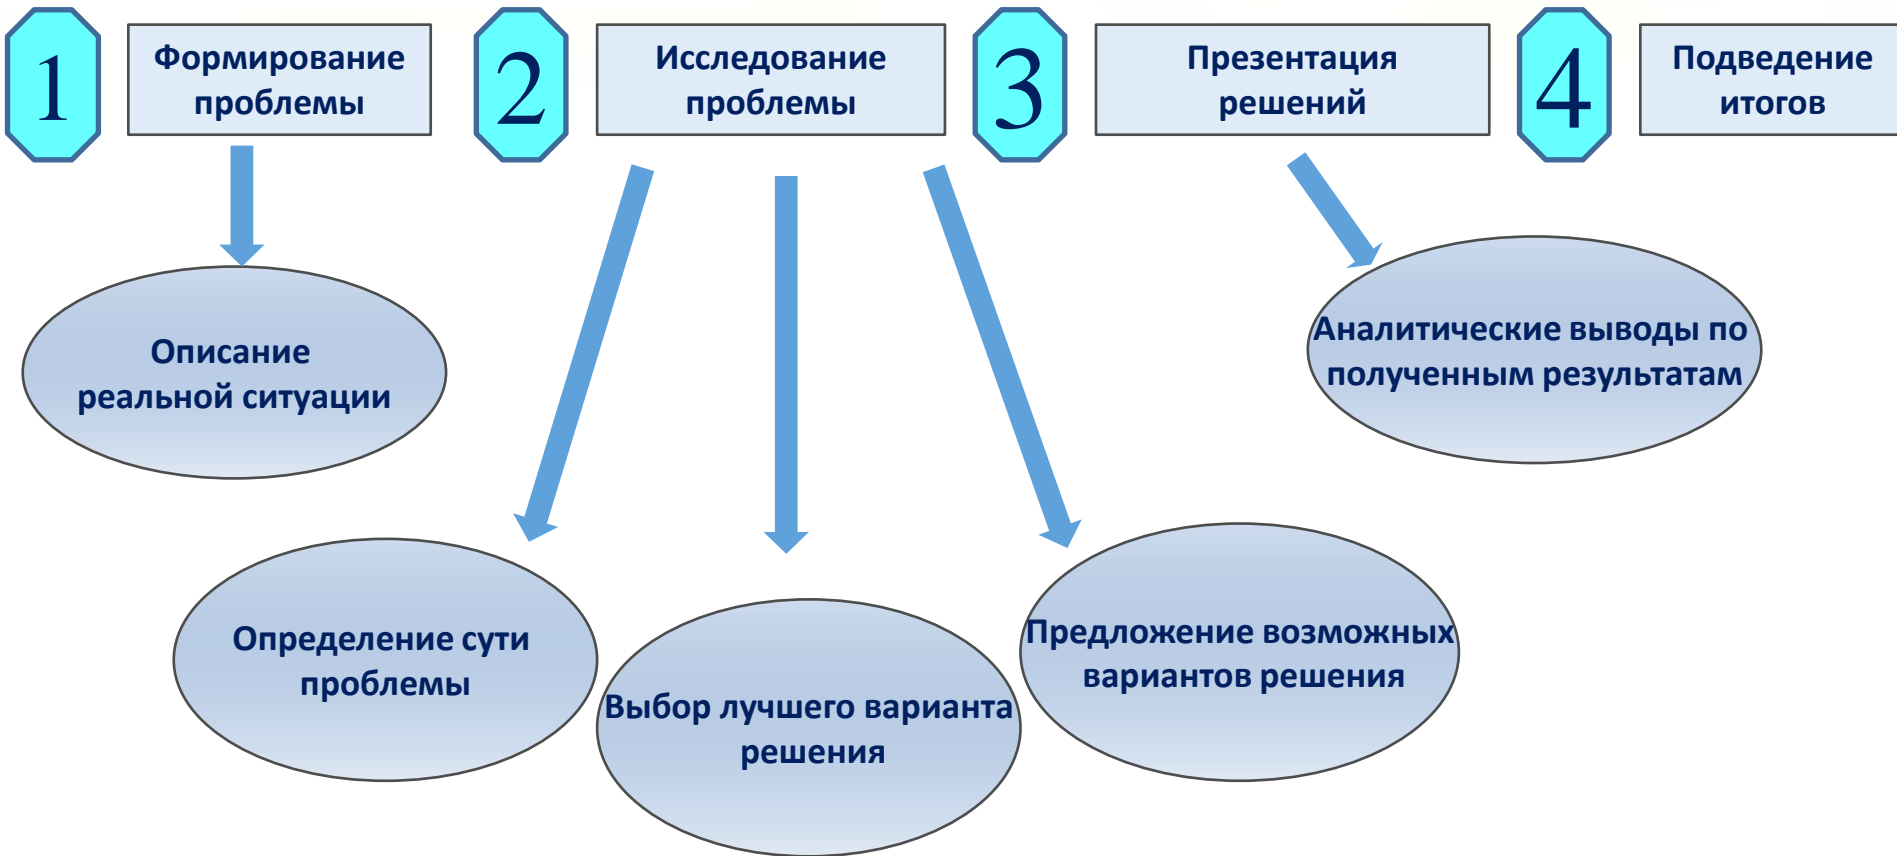 1
Формирование
проблемы
2
Исследование
проблемы
3
Презентация
решений
4
Подведение
итогов
Описание
реальной ситуации
Аналитические выводы по
полученным результатам
Определение сути
проблемы
Выбор лучшего варианта
решения
Предложение возможных
вариантов решения